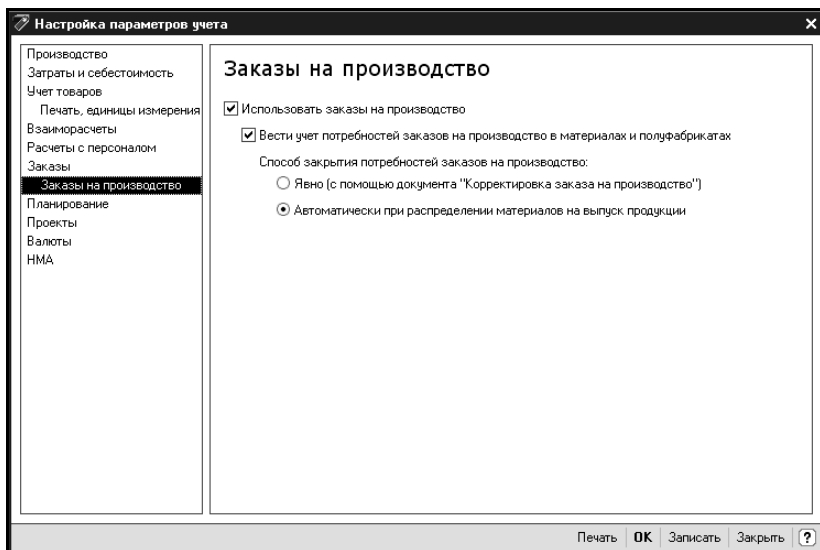 Настройка параметров учета
Производство
Затраты и себестоимость
Учет товаров
Печать, единицы измерения
Взаиморасчеты
Расчеты с персоналом
Заказы
Заказы на производство
Планирование
Проекты
Валюты
НМА
Заказы на производство
Использовать заказы на производство
Вести учет потребностей заказов на производство в материалах и полуфабрикатах
Способ закрытия потребностей заказов на производство:
Явно (с помощью документа "Корректировка заказа на производство")
Автоматически при распределении материалов на выпуск продукции
Печать OK Записать Закрыть ?